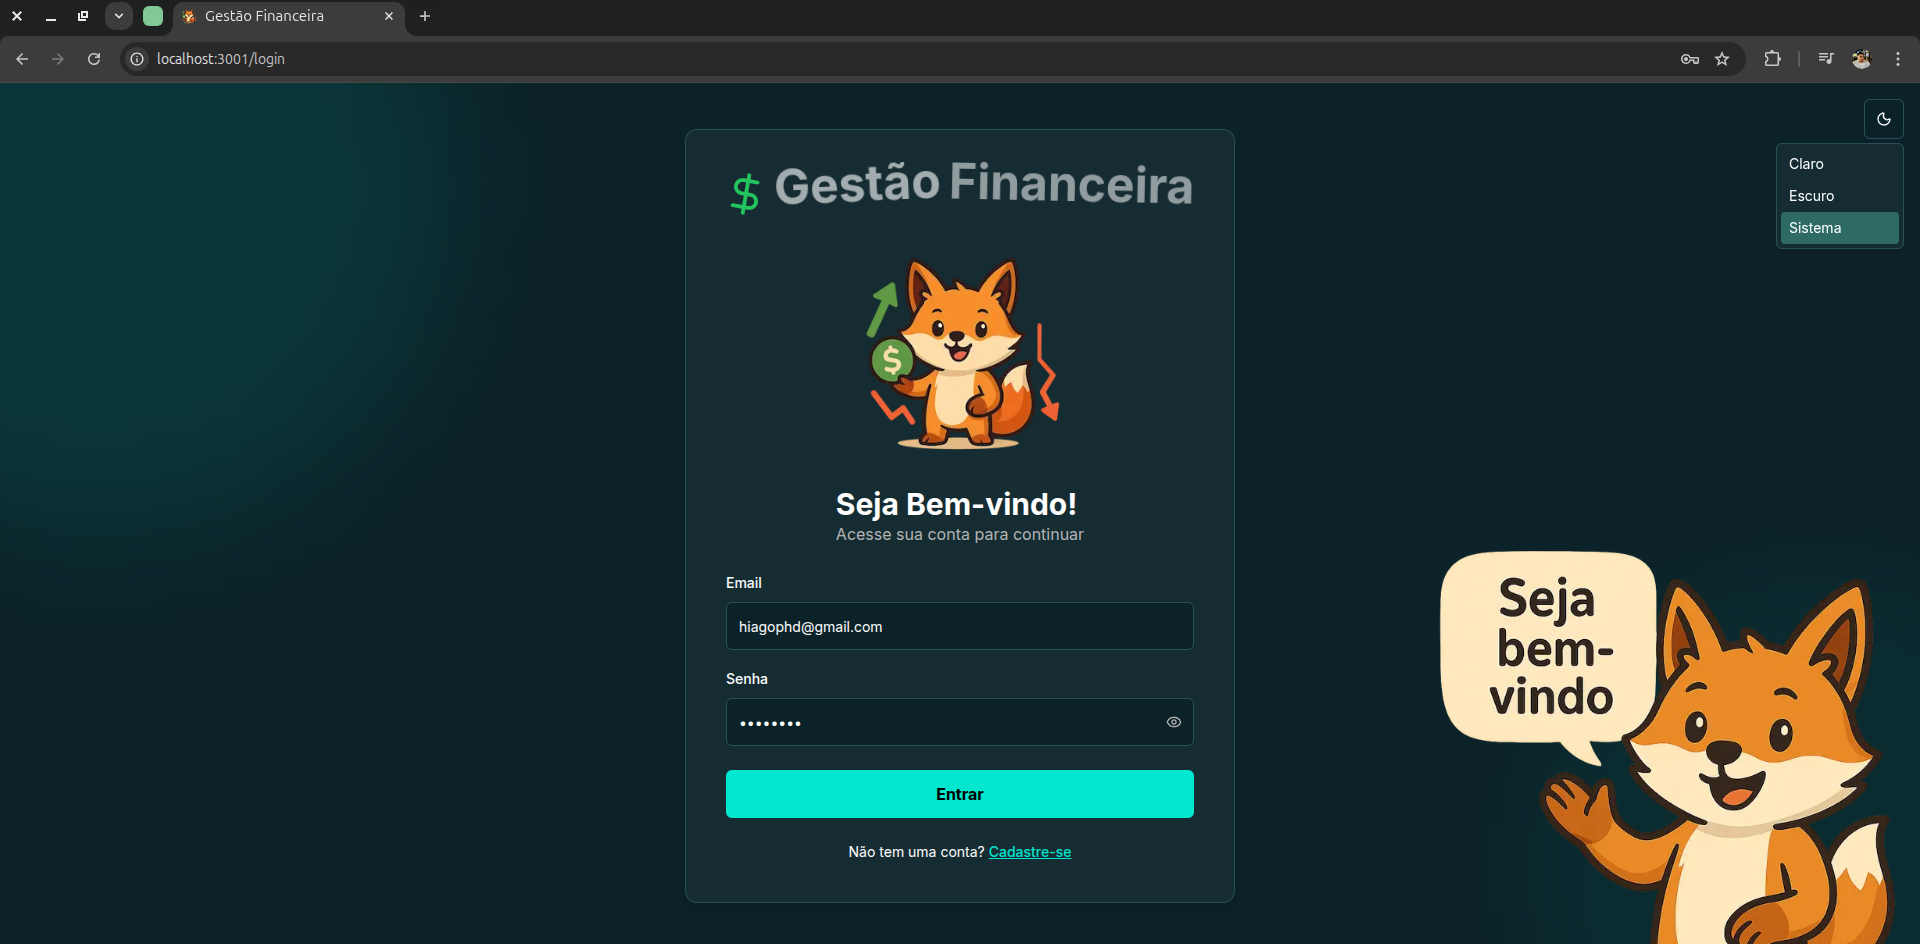 Gestão Financeira
localhost:3001/login
Claro
Escuro
Sistema
$ Gestão Financeira
$
Seja Bem-vindo!
Acesse sua conta para continuar
Email
hiagophd@gmail.com
Senha
••••••••
Entrar
Não tem uma conta? Cadastre-se
Seja
bem-
vindo